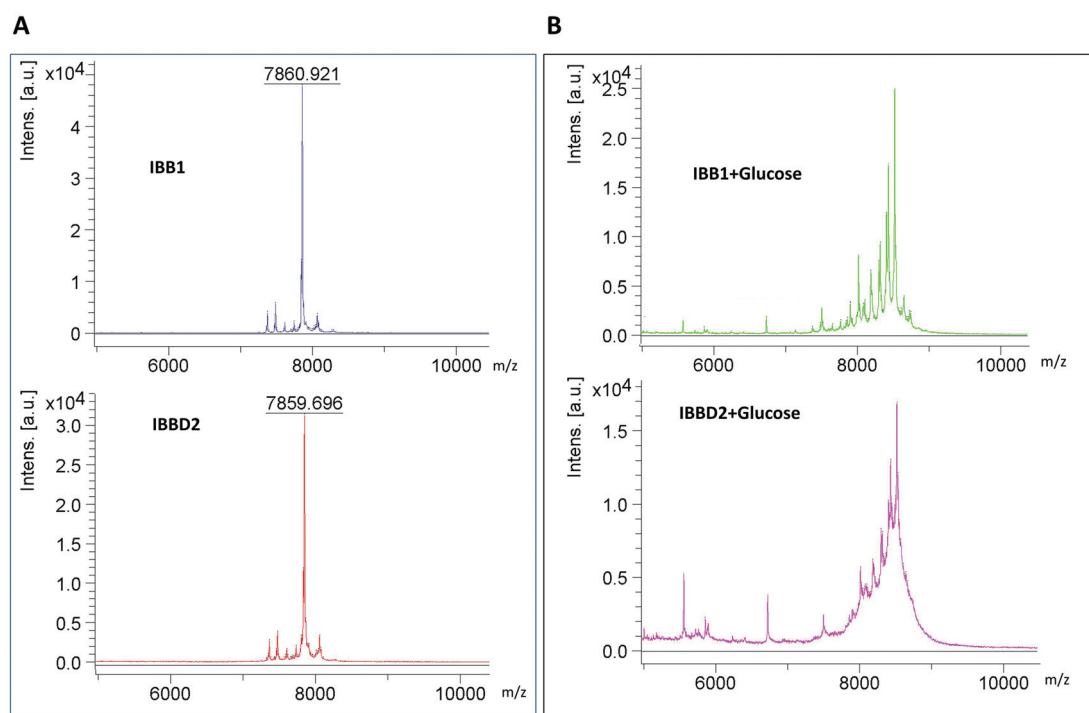 A
B
Intens. [a.u.]
x10⁴
7860.921
IBB1
4
3
2
1
0
6000 8000 10000 m/z
Intens. [a.u.]
x10⁴
7859.696
IBBD2
3.0
2.5
2.0
1.5
1.0
0.5
0.0
6000 8000 10000 m/z
Intens. [a.u.]
x10⁴
IBB1+Glucose
2.5
2.0
1.5
1.0
0.5
0.0
6000 8000 10000 m/z
Intens. [a.u.]
x10⁴
IBBD2+Glucose
1.5
1.0
0.5
0.0
6000 8000 10000 m/z